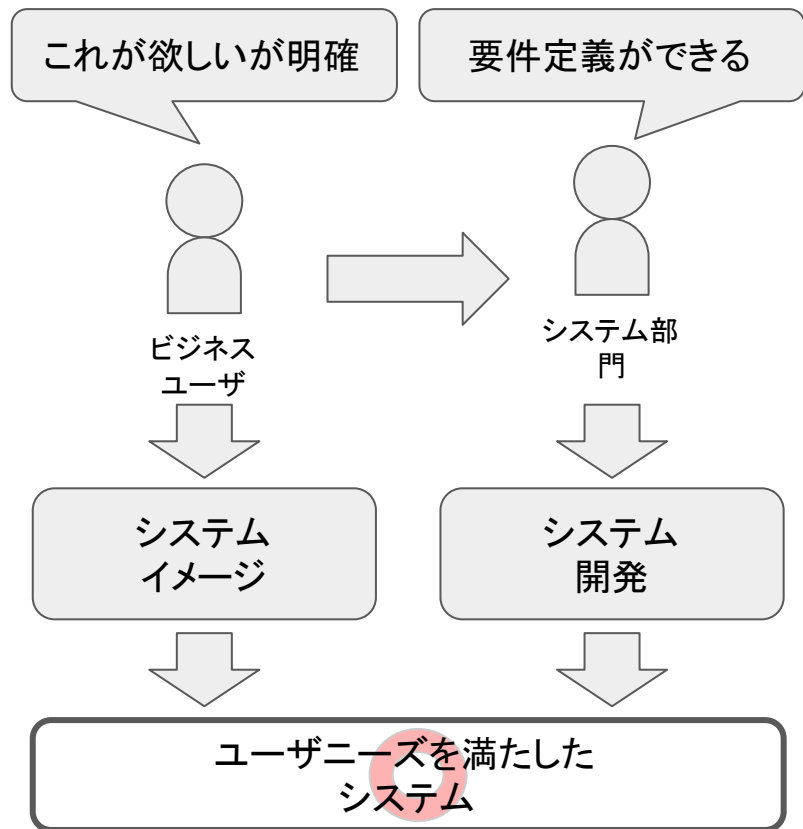 これが欲しいが明確
要件定義ができる
ビジネス
ユーザ
システム部
門
システム
イメージ
システム
開発
ユーザニーズを満たした
システム